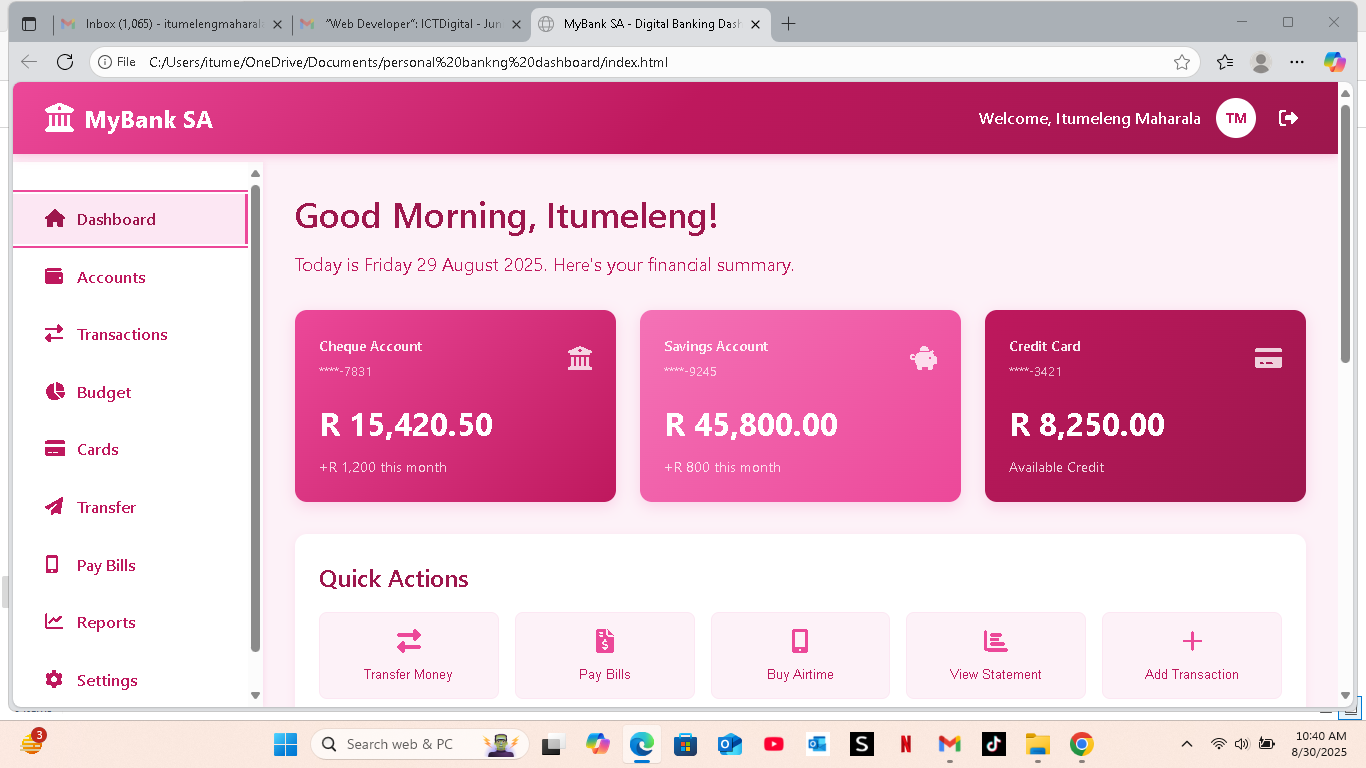 Inbox (1,065) - itumelengmaharal
"Web Developer": ICTDigital - Jun
MyBank SA - Digital Banking Dash
File C:/Users/itume/OneDrive/Documents/personal%20bankng%20dashboard/index.html
MyBank SA
Welcome, Itumeleng Maharala
TM
Dashboard
Accounts
Transactions
Budget
Cards
Transfer
Pay Bills
Reports
Settings
Good Morning, Itumeleng!
Today is Friday 29 August 2025. Here's your financial summary.
Cheque Account
****-7831
R 15,420.50
+R 1,200 this month
Savings Account
****-9245
R 45,800.00
+R 800 this month
Credit Card
****-3421
R 8,250.00
Available Credit
Quick Actions
Transfer Money
Pay Bills
Buy Airtime
View Statement
Add Transaction
3
Search web & PC
S
N
10:40 AM
8/30/2025